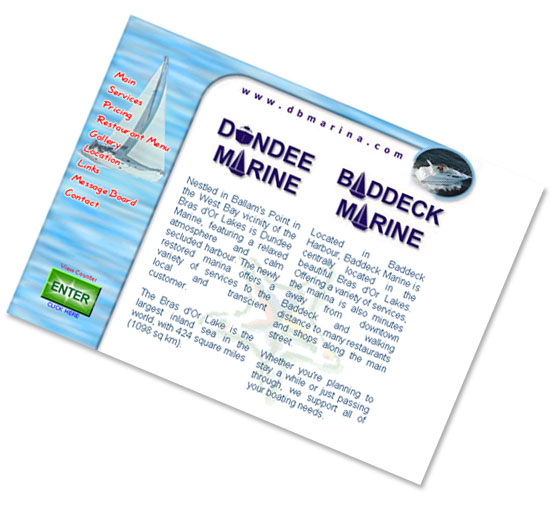 www.dbmarina.com
Main
Services
Pricing
Restaurant Menu
Gallery
Location
Links
Message Board
Contact
View Counter
ENTER
CLICK HERE
DUNDEE
MARINE
Nestled in Ballam's Point in
the West Bay vicinity of the
Bras d'Or Lakes is Dundee
Marine, featuring a relaxed
atmosphere and calm
secluded harbour. The newly
restored marina offers a
variety of services to the
local and transient
customer.
The Bras d'Or Lake is the
largest inland sea in the
world, with 424 square miles
(1098 sq km).
BADDECK
MARINE
Located in Baddeck
Harbour, Baddeck Marine is
centrally located in the
beautiful Bras d'Or Lakes.
Offering a variety of services,
the marina is also minutes
away from downtown
Baddeck and walking
distance to many restaurants
and shops along the main
street.
Whether you're planning to
stay a while or just passing
through, we support all of
your boating needs.